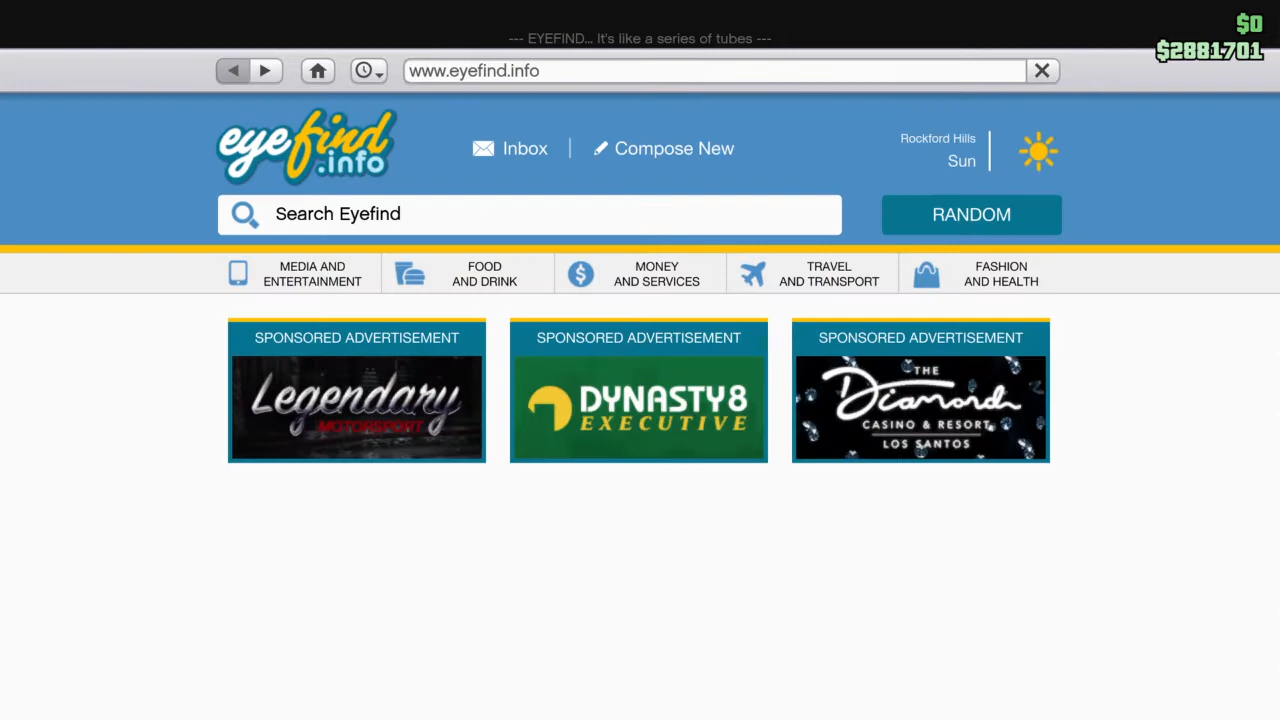 $0
--- EYEFIND... It's like a series of tubes ---
$2881701
www.eyefind.info
eyefind
.info
Inbox
Compose New
Rockford Hills
Sun
Search Eyefind
RANDOM
MEDIA AND
ENTERTAINMENT
FOOD
AND DRINK
MONEY
AND SERVICES
TRAVEL
AND TRANSPORT
FASHION
AND HEALTH
SPONSORED ADVERTISEMENT
Legendary
MOTORSPORT
SPONSORED ADVERTISEMENT
DYNASTY8
EXECUTIVE
SPONSORED ADVERTISEMENT
THE
Diamond
CASINO & RESORT
LOS SANTOS